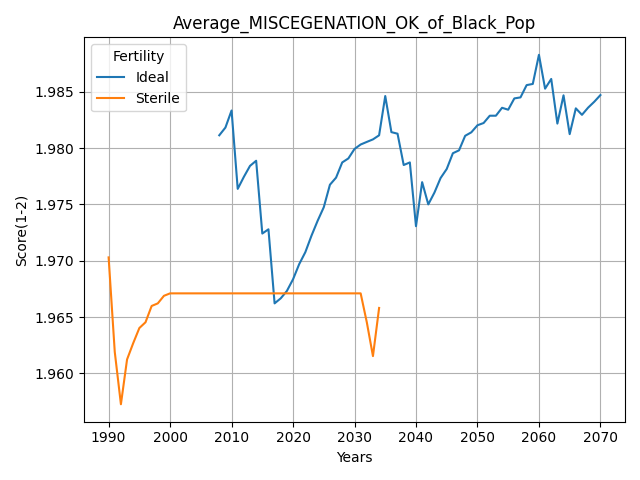 Average_MISCEGENATION_OK_of_Black_Pop
Fertility
Ideal
Sterile
Score(1-2)
1.985
1.980
1.975
1.970
1.965
1.960
1990 2000 2010 2020 2030 2040 2050 2060 2070
Years